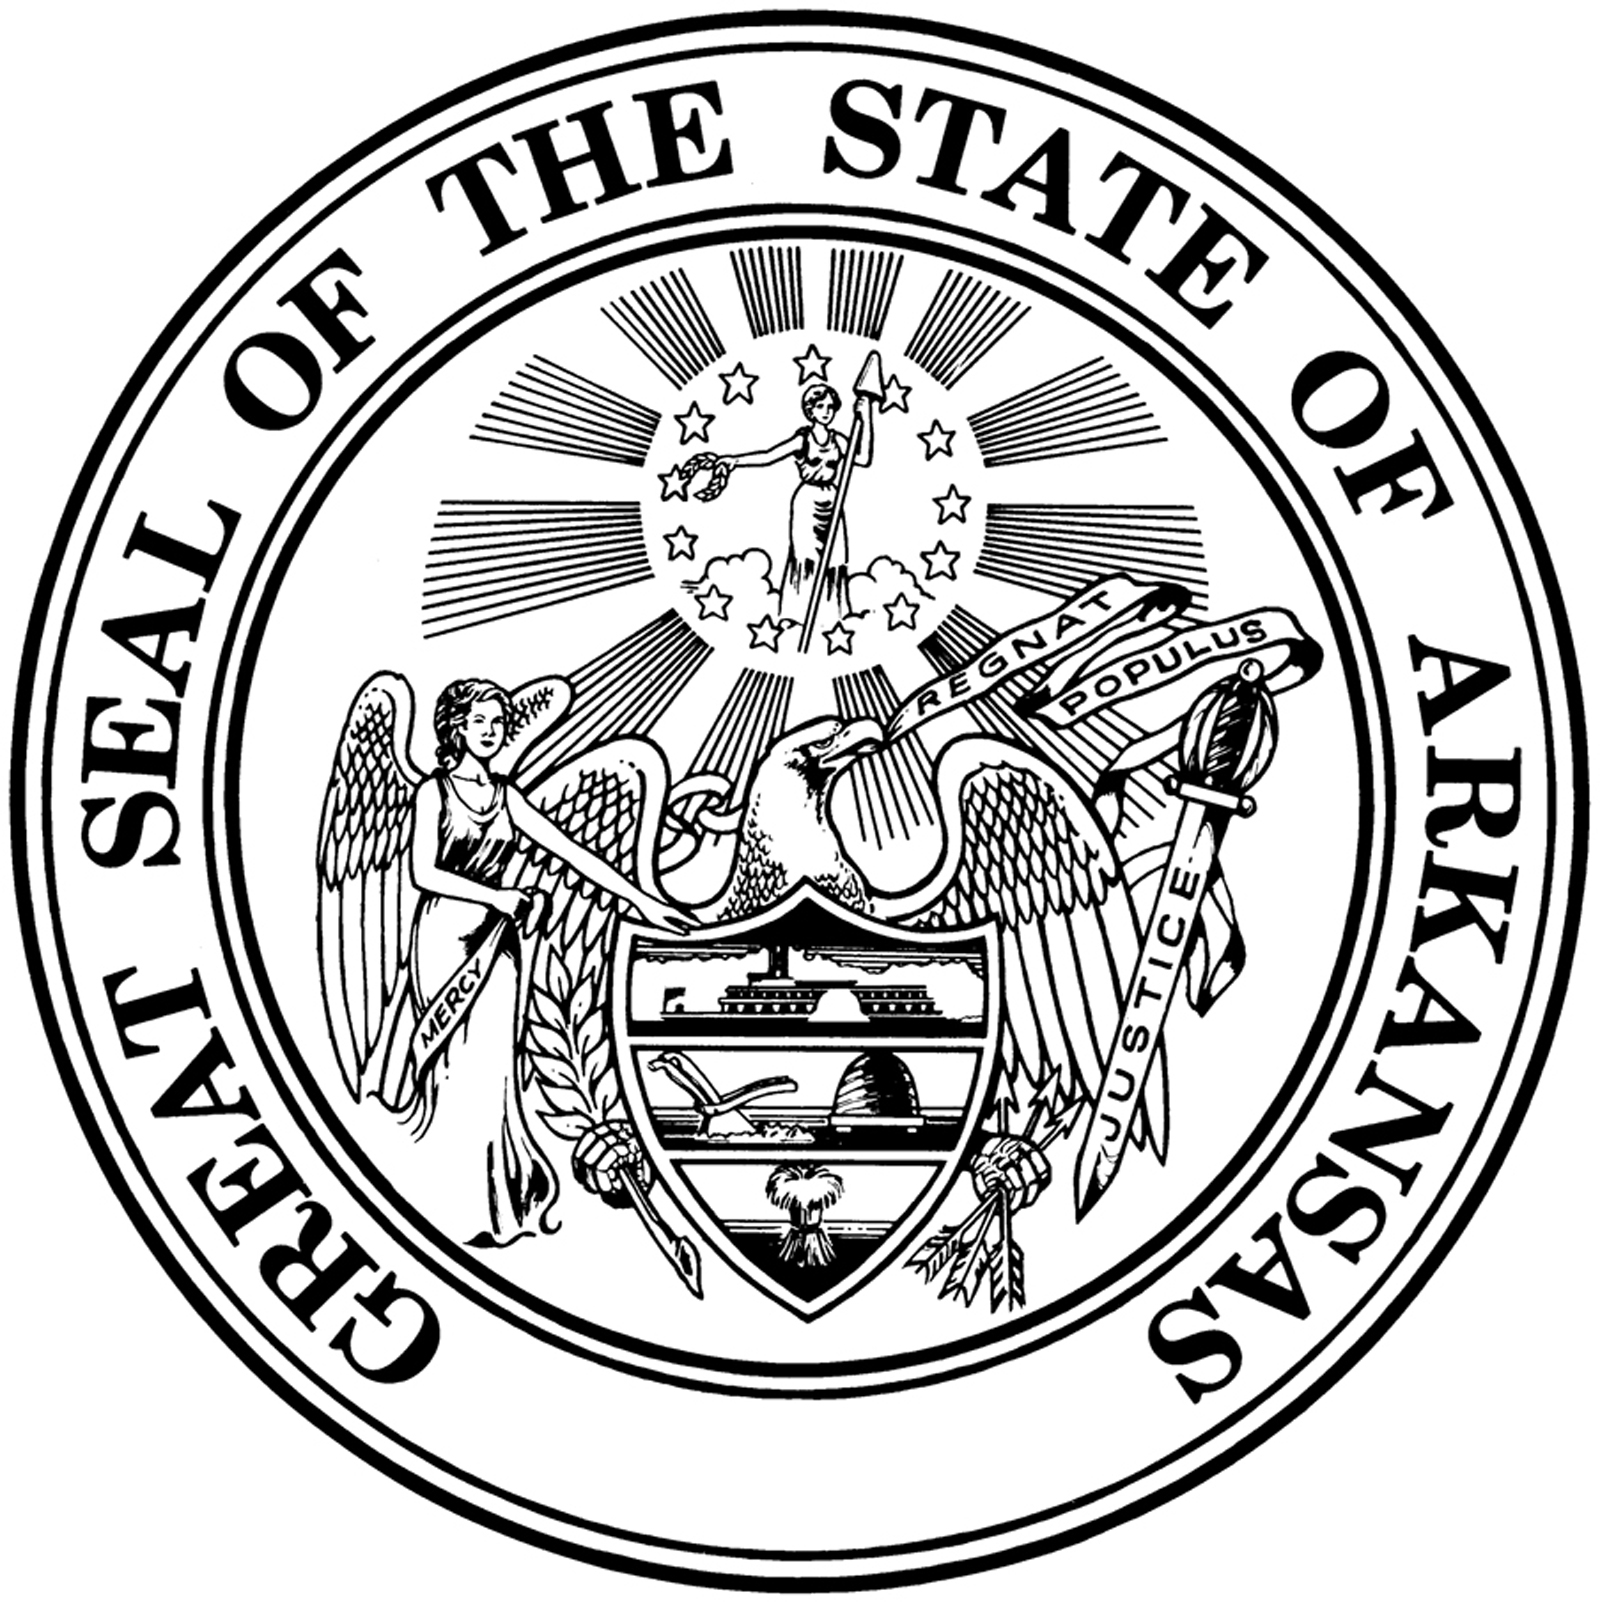 GREAT SEAL OF THE STATE OF ARKANSAS
REGNAT
POPULUS
MERCY
JUSTICE